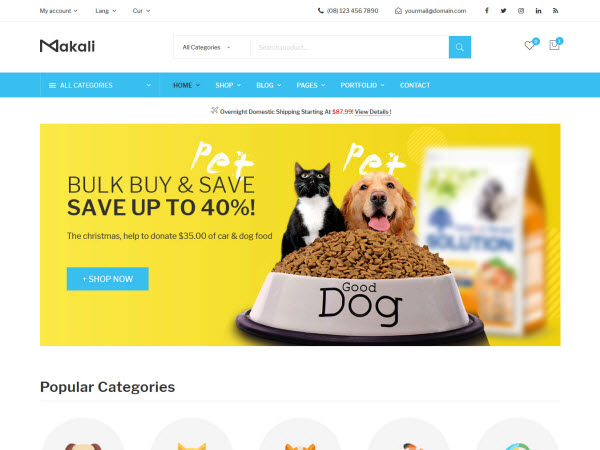 My account
Lang
Cur
(08) 123 456 7890
yourmail@domain.com
Makali
All Categories
Search product...
0
1
ALL CATEGORIES
HOME
SHOP
BLOG
PAGES
PORTFOLIO
CONTACT
Overnight Domestic Shipping Starting At $87.99! View Details !
pet pet
BULK BUY & SAVE
SAVE UP TO 40%!
The christmas, help to donate $35.00 of car & dog food
+ SHOP NOW
Good
Dog
SOLUTION
Popular Categories